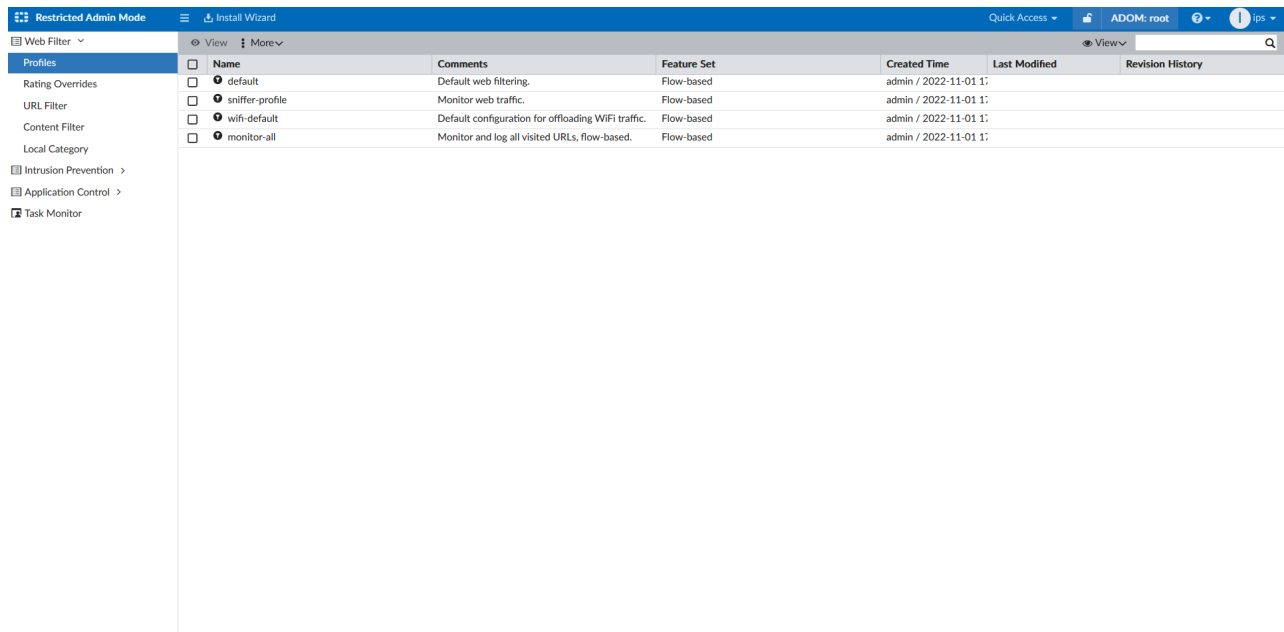 Restricted Admin Mode Install Wizard Quick Access ADOM: root ? I ips
Web Filter View More View
Profiles Name Comments Feature Set Created Time Last Modified Revision History
Rating Overrides default Default web filtering. Flow-based admin / 2022-11-01 17
URL Filter sniffer-profile Monitor web traffic. Flow-based admin / 2022-11-01 17
Content Filter wifi-default Default configuration for offloading WiFi traffic. Flow-based admin / 2022-11-01 17
Local Category monitor-all Monitor and log all visited URLs, flow-based. Flow-based admin / 2022-11-01 17
Intrusion Prevention
Application Control
Task Monitor